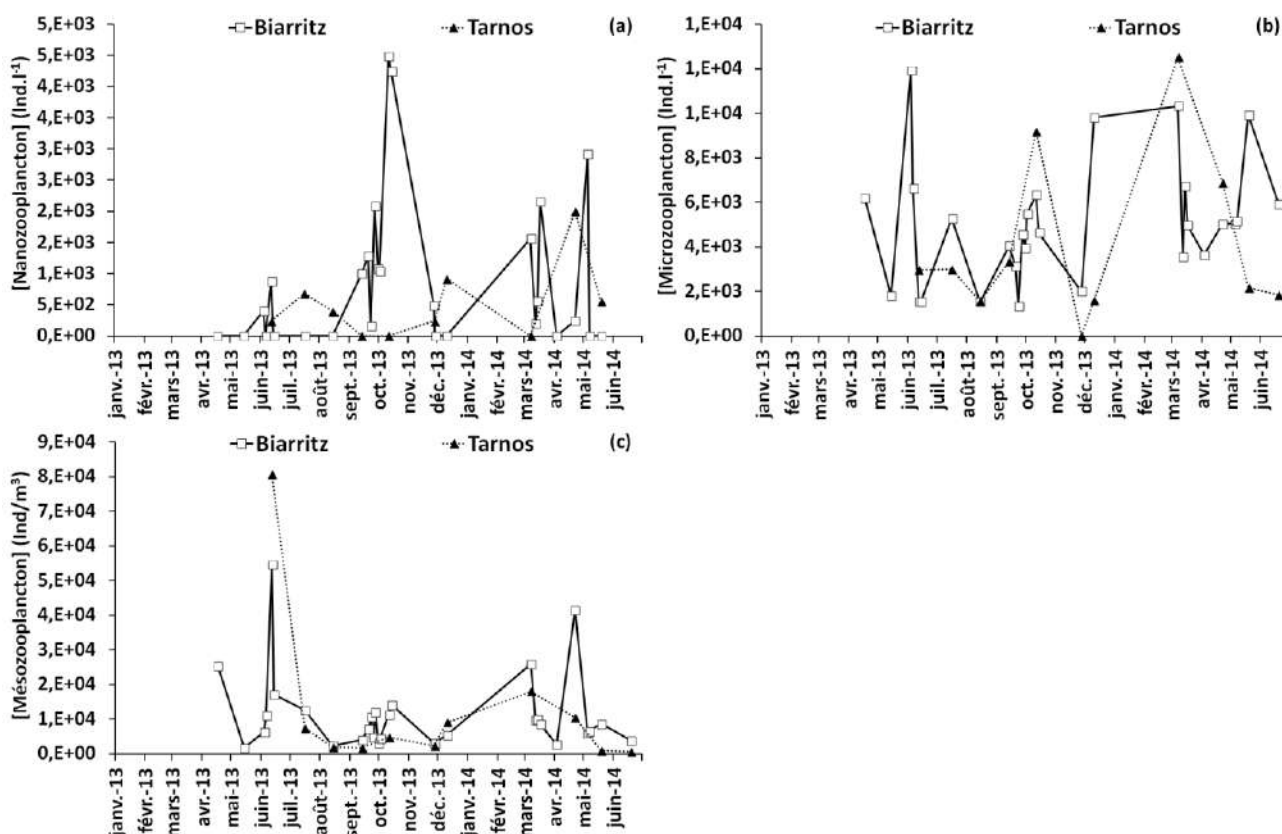 [Nanozooplancton] (Ind.l⁻¹)
5,E+03
5,E+03
4,E+03
4,E+03
3,E+03
3,E+03
2,E+03
2,E+03
1,E+03
5,E+02
0,E+00
Biarritz
Tarnos
(a)
janv.-13
févr.-13
mars-13
avr.-13
mai-13
juin-13
juil.-13
août-13
sept.-13
oct.-13
nov.-13
déc.-13
janv.-14
févr.-14
mars-14
avr.-14
mai-14
juin-14
[Microzooplancton] (Ind.l⁻¹)
1,E+04
1,E+04
1,E+04
8,E+03
6,E+03
4,E+03
2,E+03
0,E+00
Biarritz
Tarnos
(b)
janv.-13
févr.-13
mars-13
avr.-13
mai-13
juin-13
juil.-13
août-13
sept.-13
oct.-13
nov.-13
déc.-13
janv.-14
févr.-14
mars-14
avr.-14
mai-14
juin-14
[Mésozooplancton] (Ind/m³)
9,E+04
8,E+04
7,E+04
6,E+04
5,E+04
4,E+04
3,E+04
2,E+04
1,E+04
0,E+00
Biarritz
Tarnos
(c)
janv.-13
févr.-13
mars-13
avr.-13
mai-13
juin-13
juil.-13
août-13
sept.-13
oct.-13
nov.-13
déc.-13
janv.-14
févr.-14
mars-14
avr.-14
mai-14
juin-14